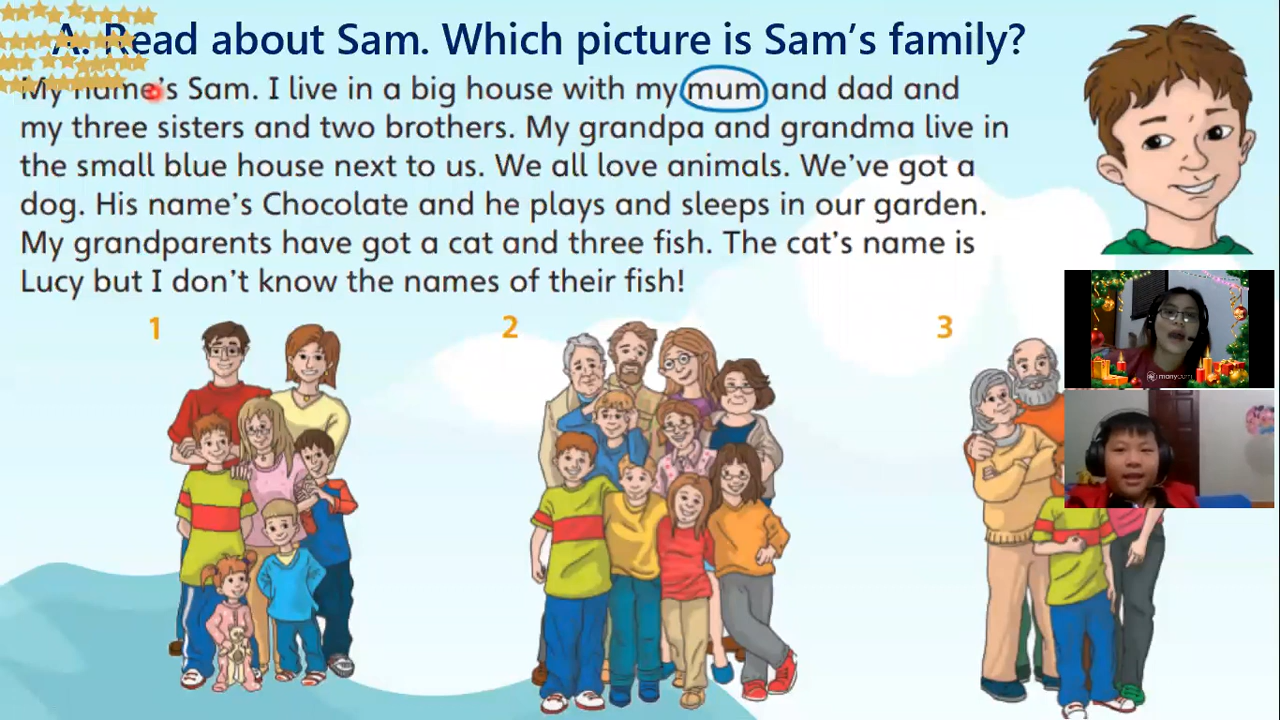 A. Read about Sam. Which picture is Sam's family?
My name's Sam. I live in a big house with my mum and dad and
my three sisters and two brothers. My grandpa and grandma live in
the small blue house next to us. We all love animals. We've got a
dog. His name's Chocolate and he plays and sleeps in our garden.
My grandparents have got a cat and three fish. The cat's name is
Lucy but I don't know the names of their fish!
1
2
3
manycam